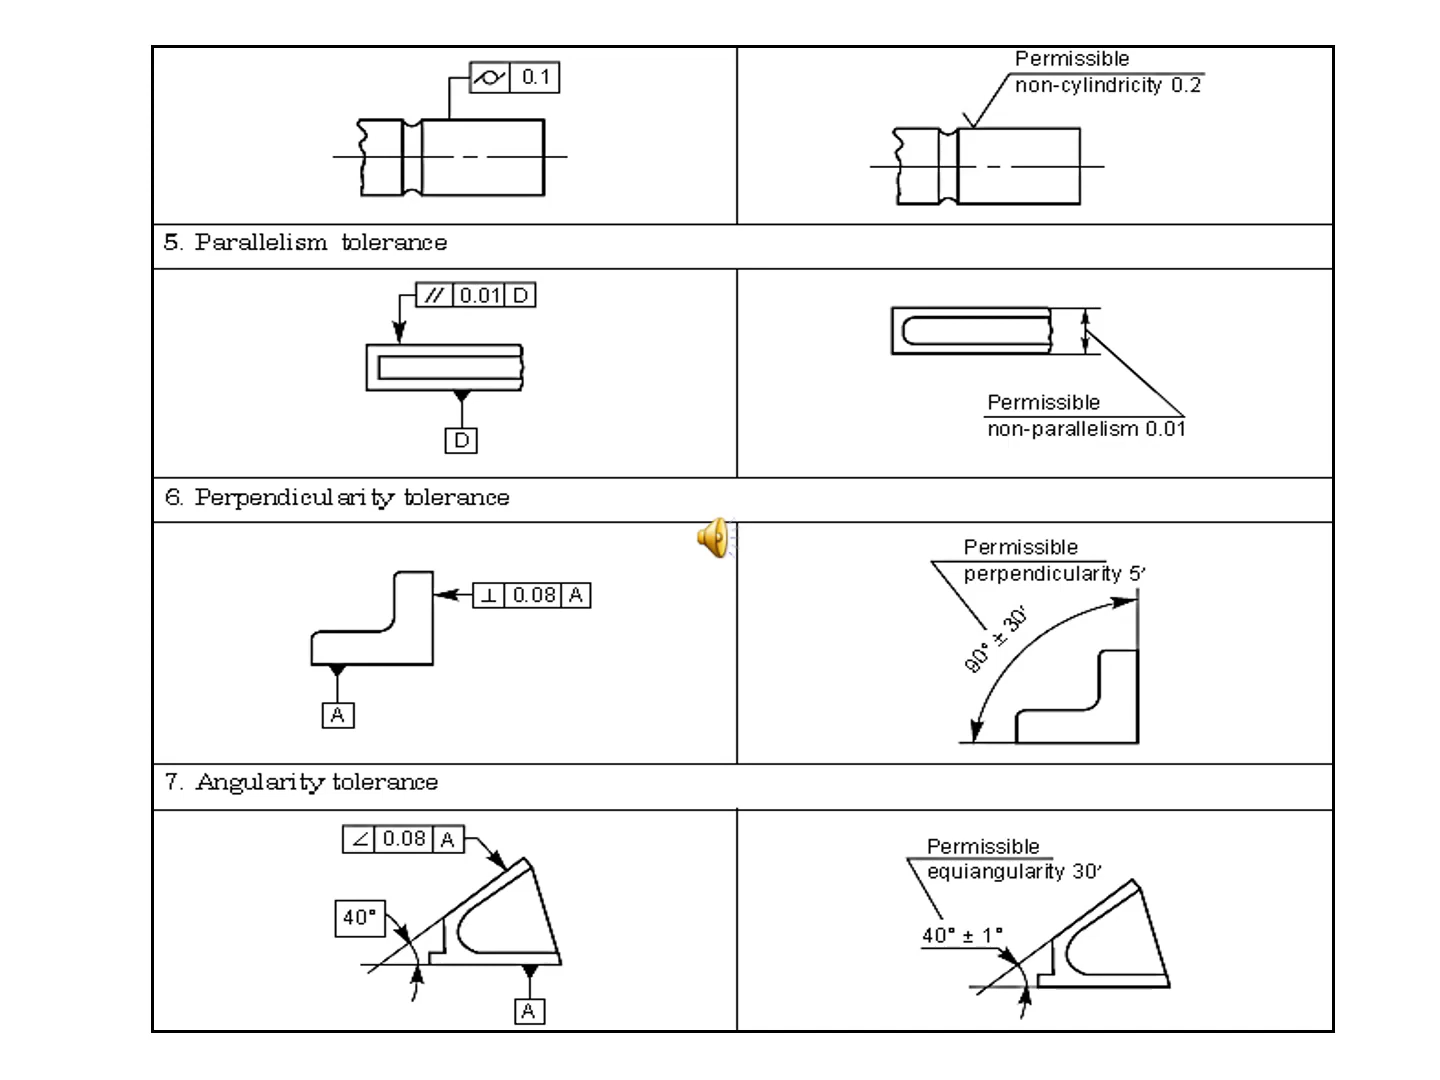 0.1
Permissible
non-cylindricity 0.2
5. Parallelism tolerance
// 0.01 D
D
Permissible
non-parallelism 0.01
6. Perpendicularity tolerance
⊥ 0.08 A
A
Permissible
perpendicularity 5′
90° ± 30′
7. Angularity tolerance
∠ 0.08 A
40°
A
Permissible
equiangularity 30′
40° ± 1°